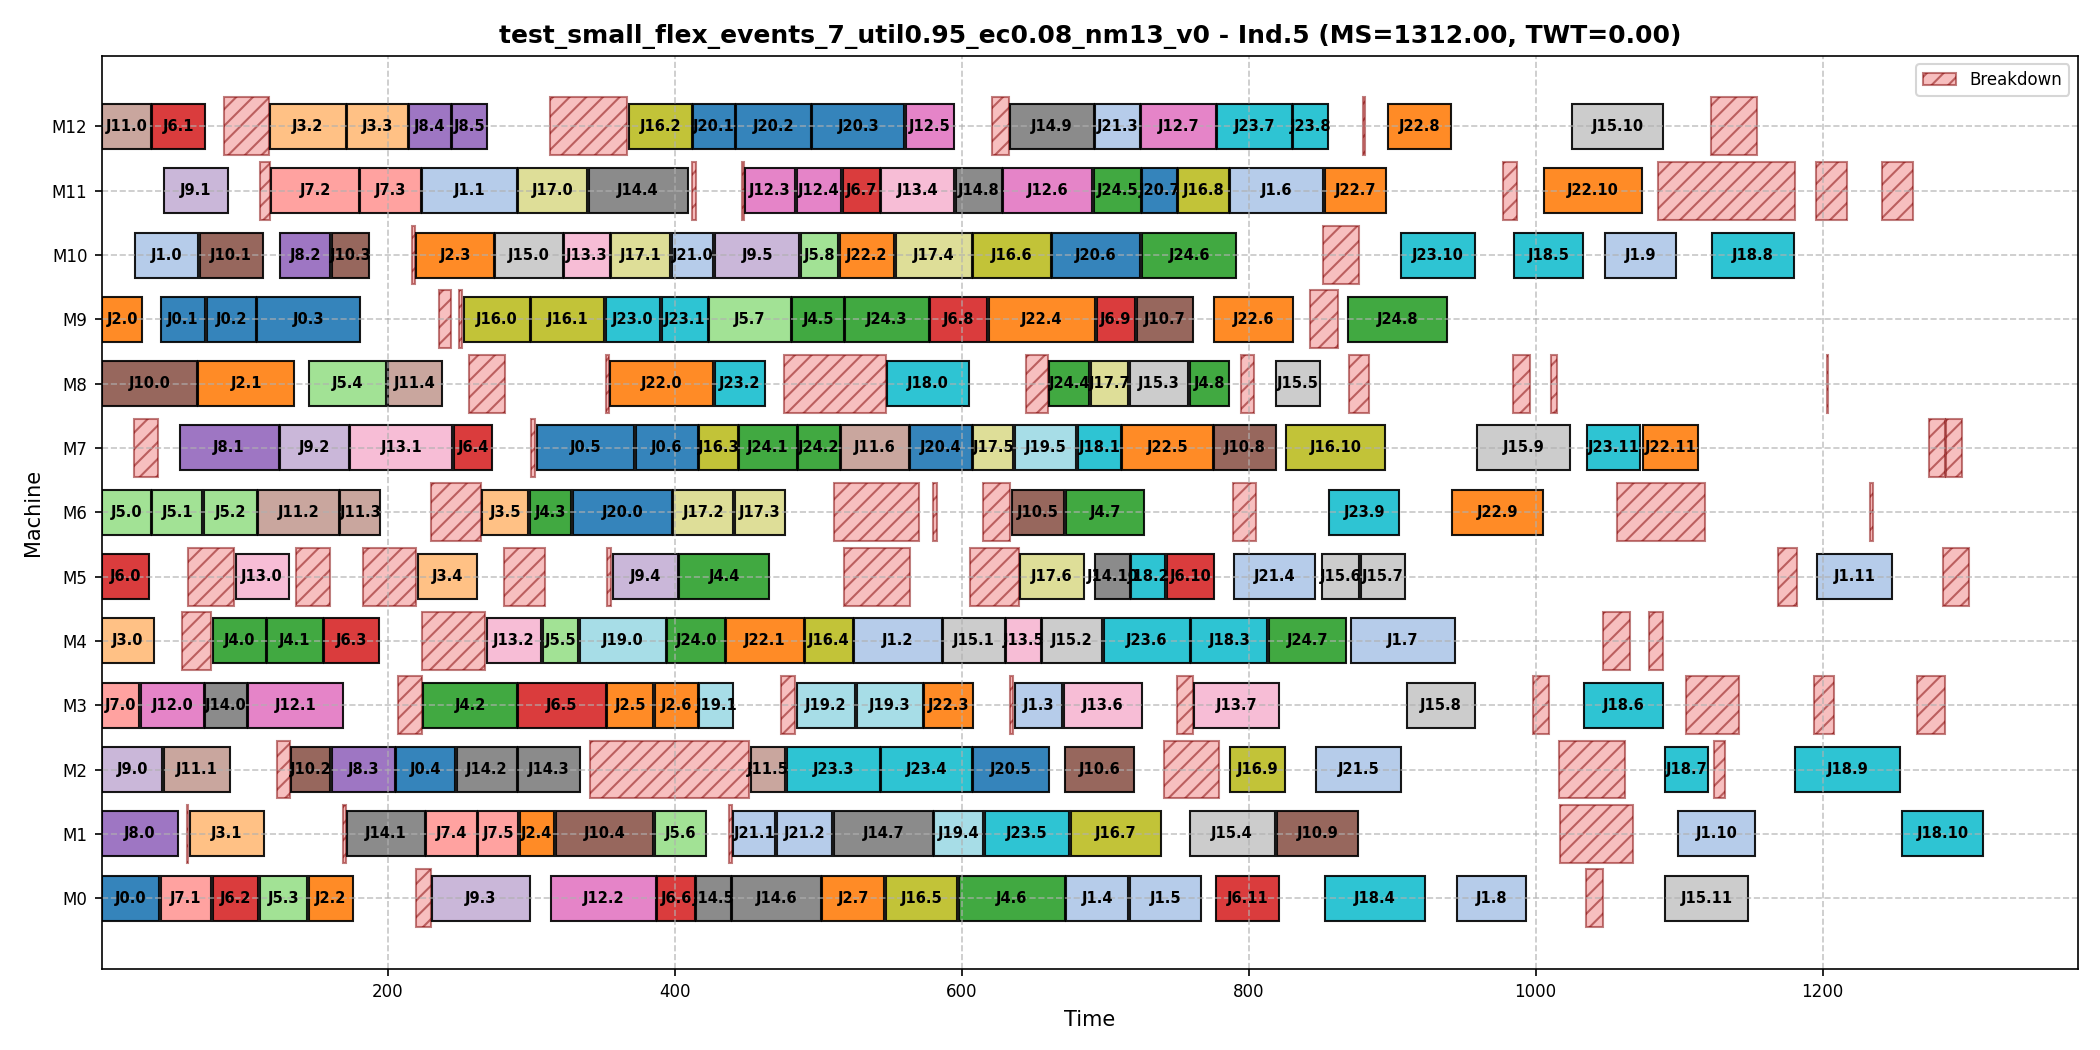 test_small_flex_events_7_util0.95_ec0.08_nm13_v0 - Ind.5 (MS=1312.00, TWT=0.00)
Breakdown
Machine
M12 J11.0 J6.1 J3.2 J3.3 J8.4 J8.5 J16.2 J20.1 J20.2 J20.3 J12.5 J14.9 J21.3 J12.7 J23.7 J23.8 J22.8 J15.10
M11 J9.1 J7.2 J7.3 J1.1 J17.0 J14.4 J12.3 J12.4 J6.7 J13.4 J14.8 J12.6 J24.5 J20.7 J16.8 J1.6 J22.7 J22.10
M10 J1.0 J10.1 J8.2 J10.3 J2.3 J15.0 J13.3 J17.1 J21.0 J9.5 J5.8 J22.2 J17.4 J16.6 J20.6 J24.6 J23.10 J18.5 J1.9 J18.8
M9 J2.0 J0.1 J0.2 J0.3 J16.0 J16.1 J23.0 J23.1 J5.7 J4.5 J24.3 J6.8 J22.4 J6.9 J10.7 J22.6 J24.8
M8 J10.0 J2.1 J5.4 J11.4 J22.0 J23.2 J18.0 J24.4 J17.7 J15.3 J4.8 J15.5
M7 J8.1 J9.2 J13.1 J6.4 J0.5 J0.6 J16.3 J24.1 J24.2 J11.6 J20.4 J17.5 J19.5 J18.1 J22.5 J10.8 J16.10 J15.9 J23.11 J22.11
M6 J5.0 J5.1 J5.2 J11.2 J11.3 J3.5 J4.3 J20.0 J17.2 J17.3 J10.5 J4.7 J23.9 J22.9
M5 J6.0 J13.0 J3.4 J9.4 J4.4 J17.6 J14.10 J18.2 J6.10 J21.4 J15.6 J15.7 J1.11
M4 J3.0 J4.0 J4.1 J6.3 J13.2 J5.5 J19.0 J24.0 J22.1 J16.4 J1.2 J15.1 J13.5 J15.2 J23.6 J18.3 J24.7 J1.7
M3 J7.0 J12.0 J14.0 J12.1 J4.2 J6.5 J2.5 J2.6 J19.1 J19.2 J19.3 J22.3 J1.3 J13.6 J13.7 J15.8 J18.6
M2 J9.0 J11.1 J10.2 J8.3 J0.4 J14.2 J14.3 J11.5 J23.3 J23.4 J20.5 J10.6 J16.9 J21.5 J18.7 J18.9
M1 J8.0 J3.1 J14.1 J7.4 J7.5 J2.4 J10.4 J5.6 J21.1 J21.2 J14.7 J19.4 J23.5 J16.7 J15.4 J10.9 J1.10 J18.10
M0 J0.0 J7.1 J6.2 J5.3 J2.2 J9.3 J12.2 J6.6 J14.5 J14.6 J2.7 J16.5 J4.6 J1.4 J1.5 J6.11 J18.4 J1.8 J15.11
200 400 600 800 1000 1200
Time